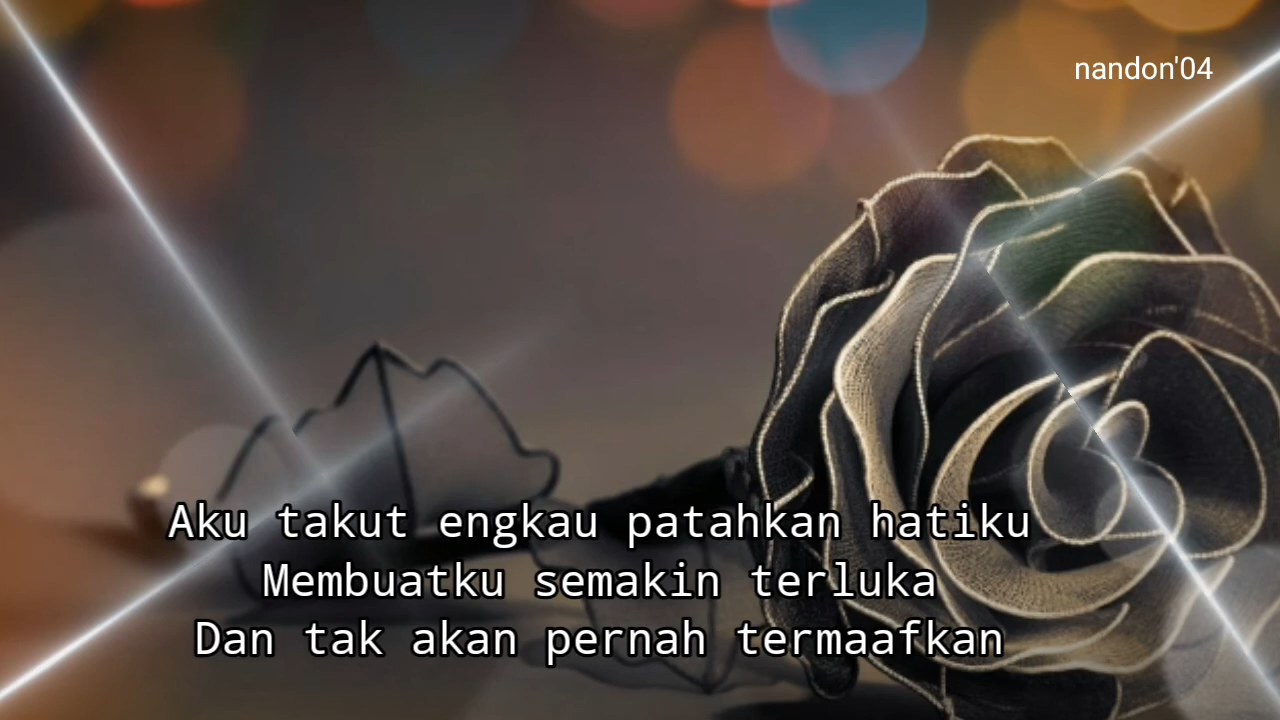 nandon'04
Aku takut engkau patahkan hatiku
Membuatku semakin terluka
Dan tak akan pernah termaafkan